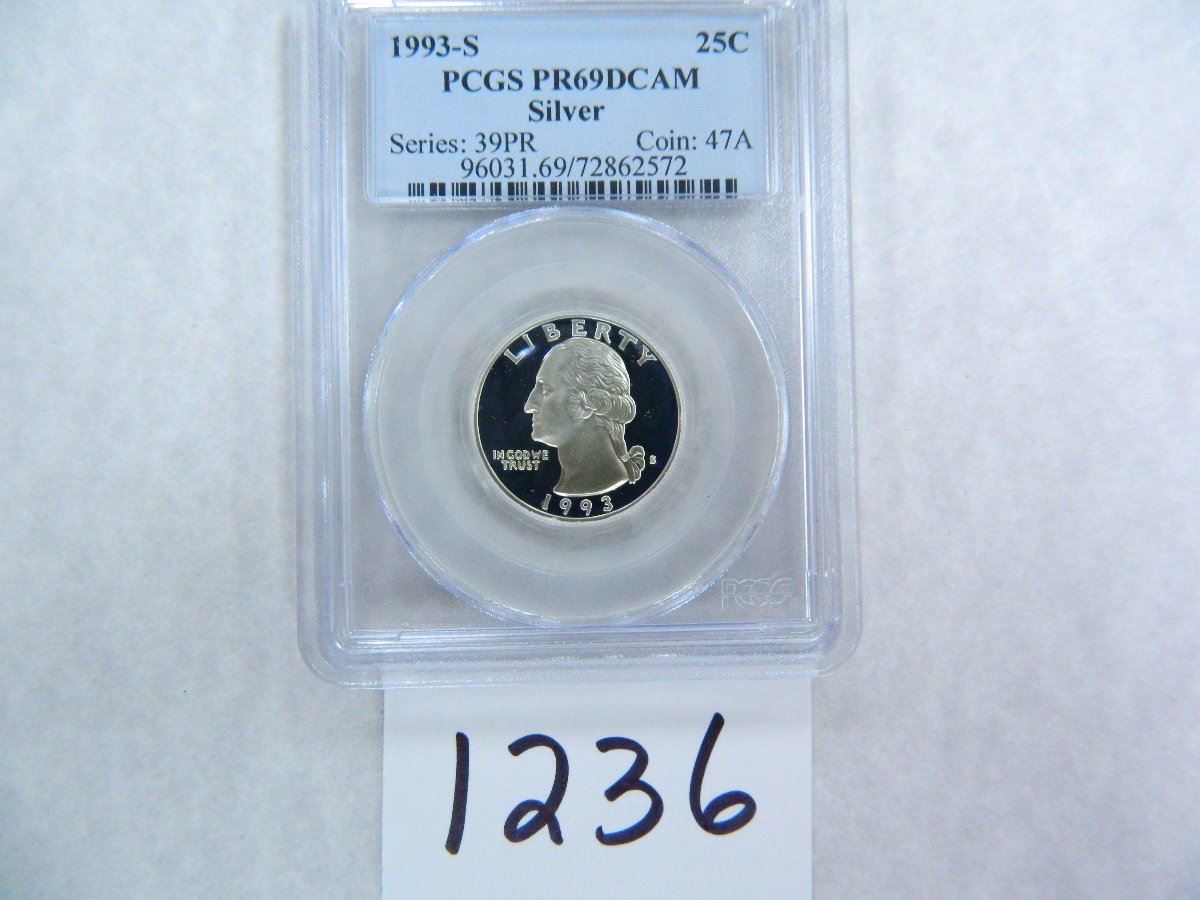 1993-S 25C
PCGS PR69DCAM
Silver
Series: 39PR Coin: 47A
96031.69/72862572
LIBERTY
IN GOD WE
TRUST
S
1993
PCGS
1236